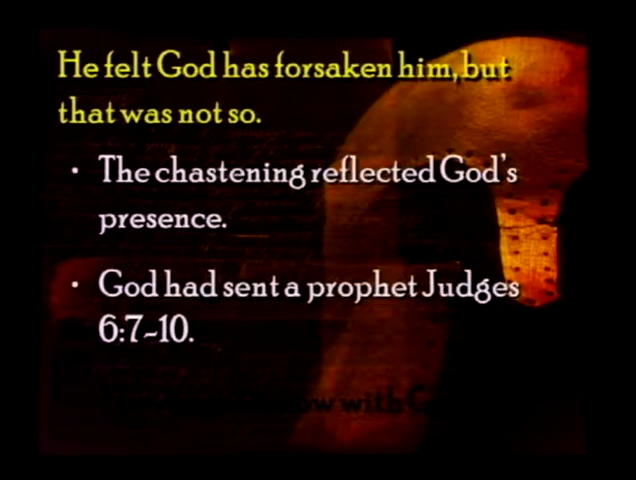 He felt God has forsaken him, but
that was not so.
• The chastening reflected God's
presence.
• God had sent a prophet Judges
6:7-10.
with